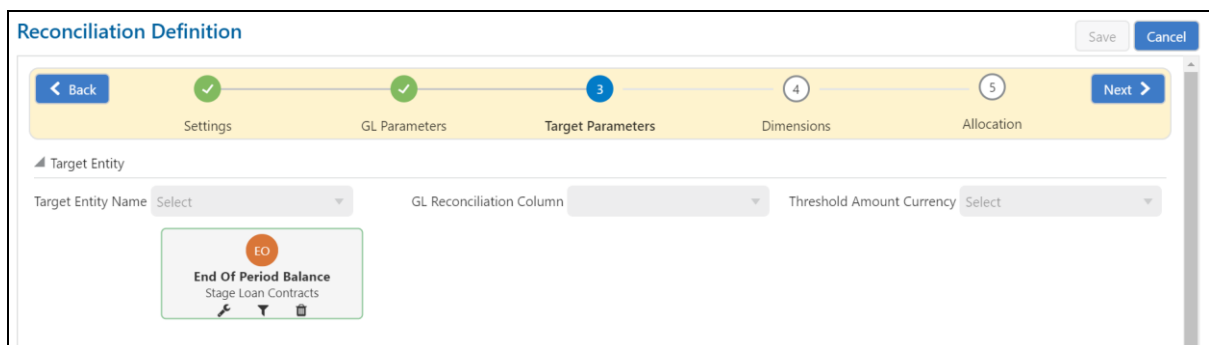 Reconciliation Definition
Save Cancel
Back 3 4 5 Next
Settings GL Parameters Target Parameters Dimensions Allocation
Target Entity
Target Entity Name Select GL Reconciliation Column Threshold Amount Currency Select
EO
End Of Period Balance
Stage Loan Contracts